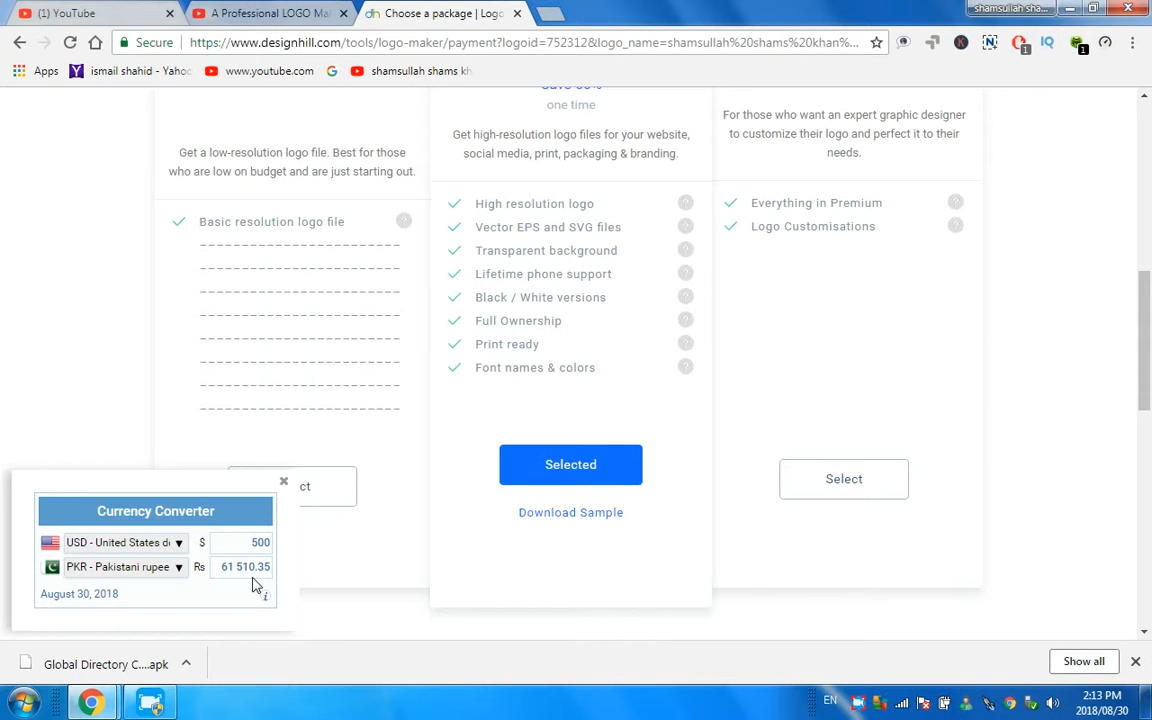 (1) YouTube
A Professional LOGO Ma
Choose a package | Logo
shamsullah sha...
Secure
https://www.designhill.com/tools/logo-maker/payment?logoid=752312&logo_name=shamsullah%20shams%20khan%...
Apps
ismail shahid - Yaho
www.youtube.com
shamsullah shams kh
one time
Get a low-resolution logo file. Best for those
who are low on budget and are just starting out.
Basic resolution logo file
Get high-resolution logo files for your website,
social media, print, packaging & branding.
High resolution logo
Vector EPS and SVG files
Transparent background
Lifetime phone support
Black / White versions
Full Ownership
Print ready
Font names & colors
Selected
Download Sample
For those who want an expert graphic designer
to customize their logo and perfect it to their
needs.
Everything in Premium
Logo Customisations
Select
ct
Currency Converter
USD - United States d
$ 500
PKR - Pakistani rupee
Rs 61 510.35
August 30, 2018
Global Directory C....apk
Show all
EN
2:13 PM
2018/08/30